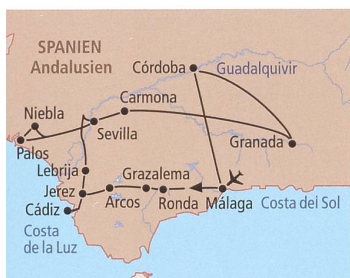 SPANIEN
Andalusien
Córdoba
Guadalquivir
Carmona
Niebla
Sevilla
Palos
Granada
Lebrija
Grazalema
Jerez
Arcos
Ronda
Málaga
Costa del Sol
Cádiz
Costa
de la Luz